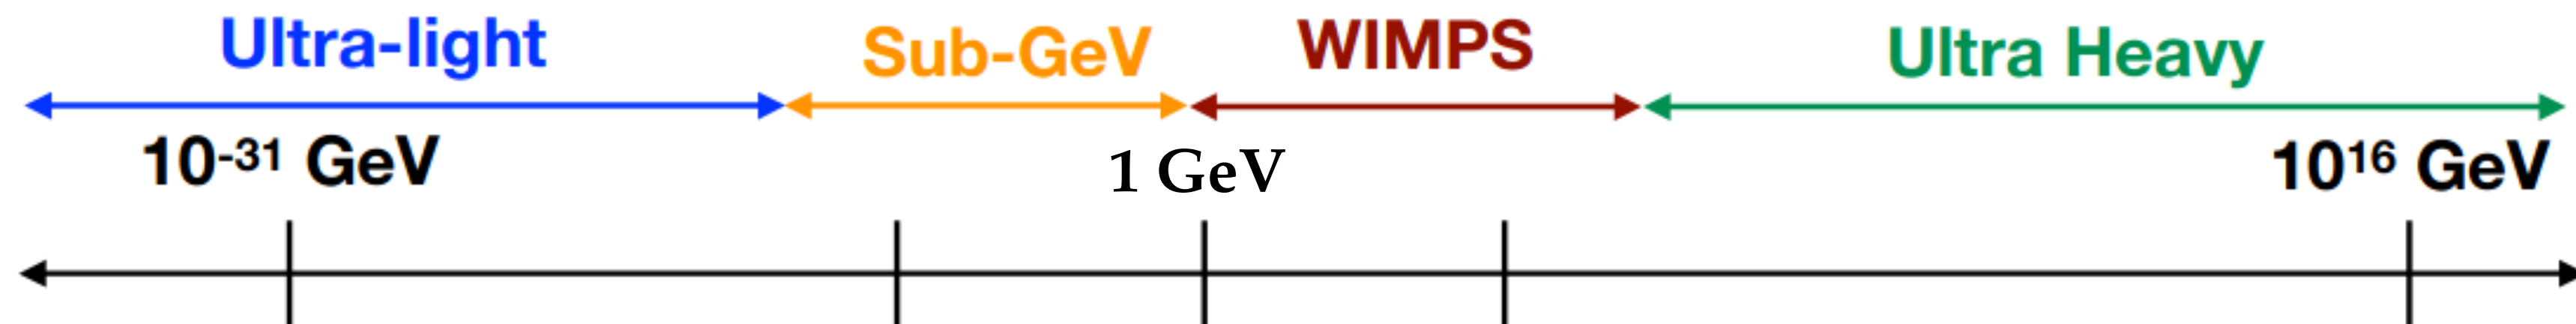 Ultra-light Sub-GeV WIMPS Ultra Heavy
10⁻³¹ GeV 1 GeV 10¹⁶ GeV